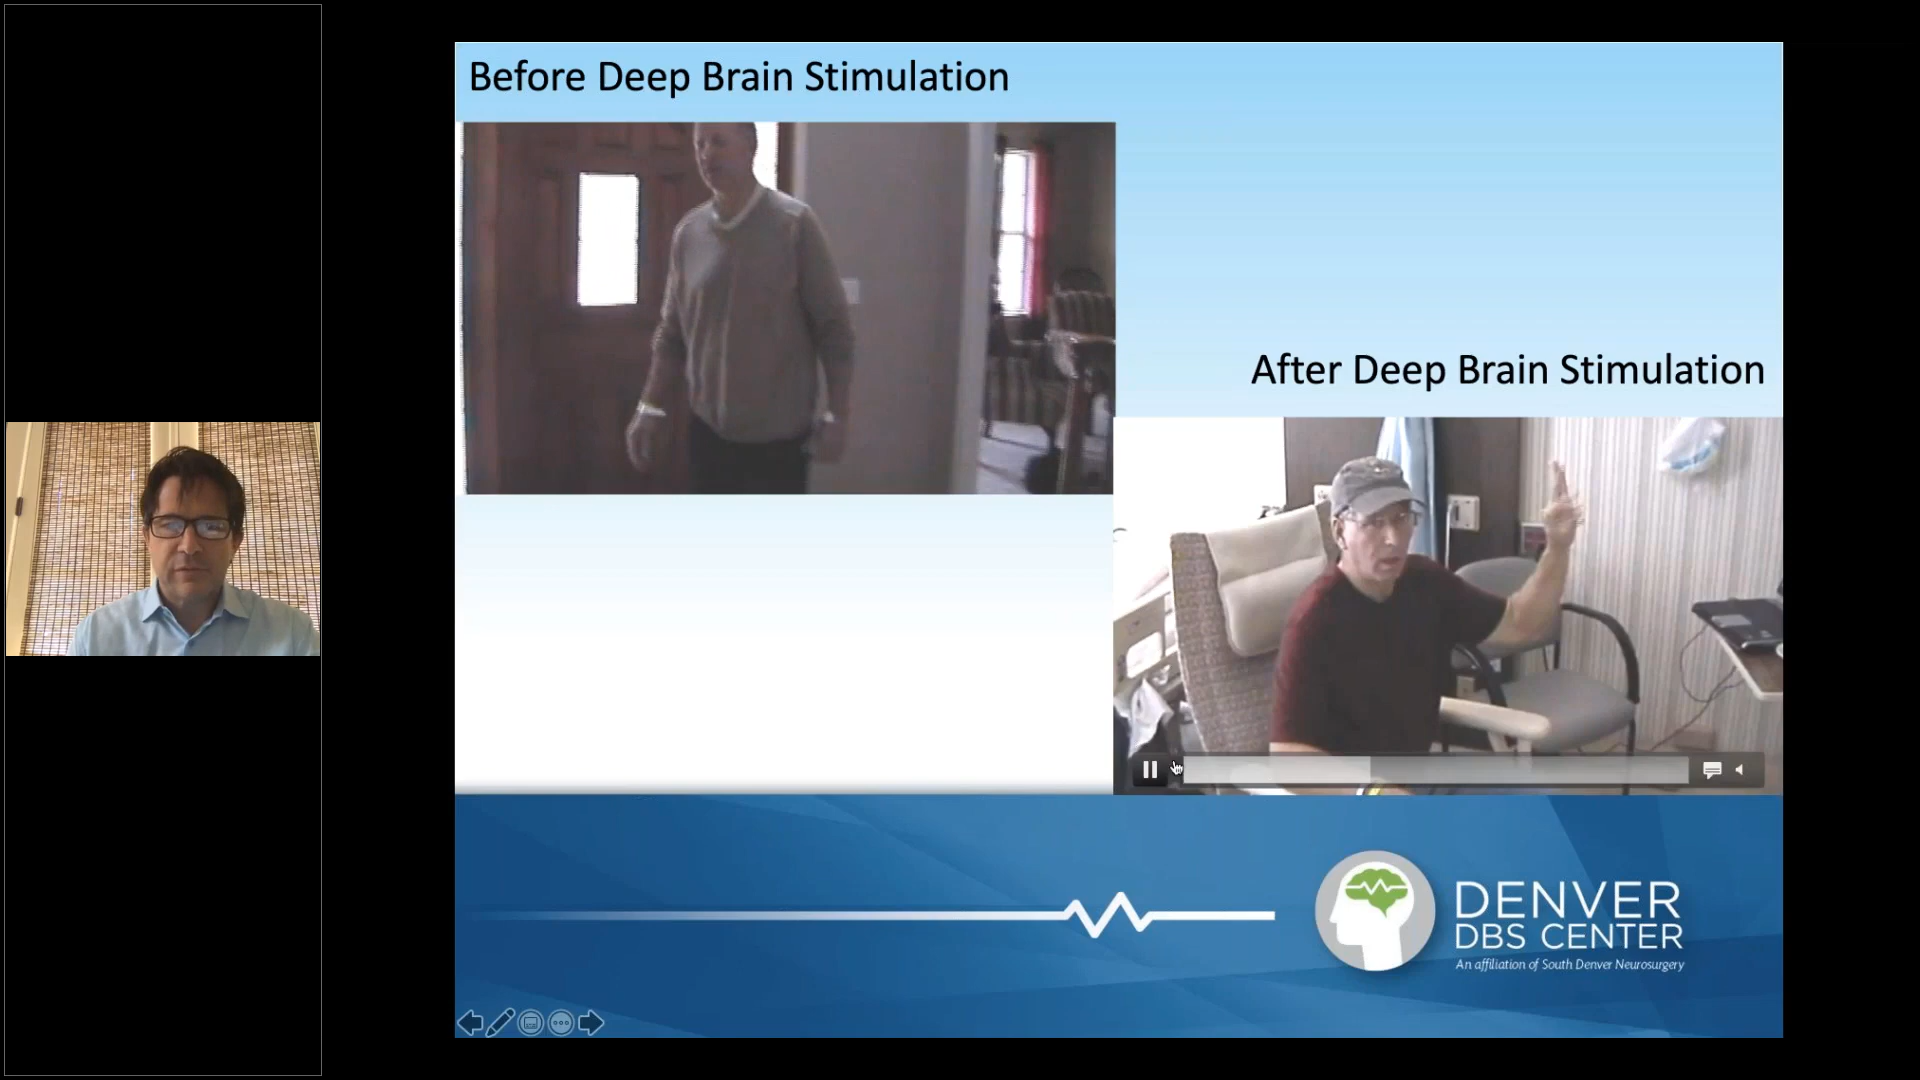 Before Deep Brain Stimulation
After Deep Brain Stimulation
DENVER
DBS CENTER
An affiliation of South Denver Neurosurgery